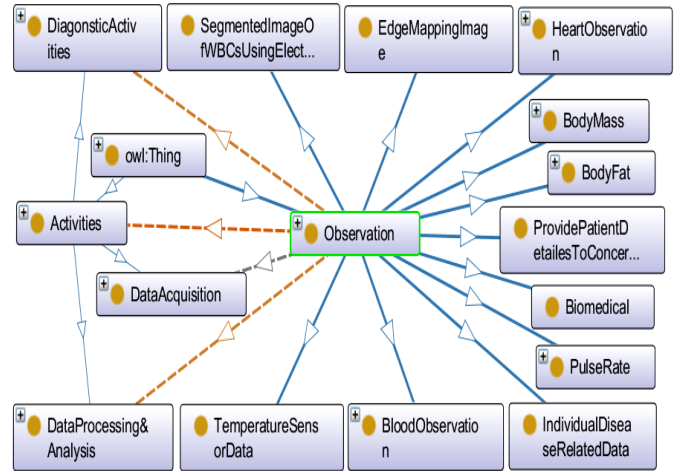 DiagonsticActiv
ities
SegmentedImageO
fWBCsUsingElect...
EdgeMappingImag
e
HeartObservatio
n
BodyMass
owl:Thing
BodyFat
Activities
Observation
ProvidePatientD
etailesToConcer...
DataAcquisition
Biomedical
PulseRate
DataProcessing&
Analysis
TemperatureSens
orData
BloodObservatio
n
IndividualDisea
seRelatedData